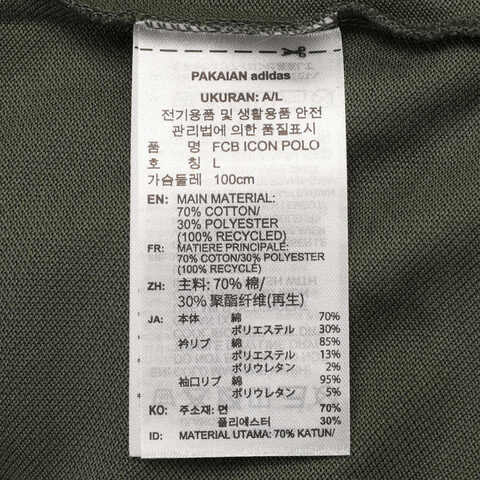 PAKAIAN adidas
UKURAN: A/L
전기용품 및 생활용품 안전
관리법에 의한 품질표시
품 명 FCB ICON POLO
호 칭 L
가슴둘레 100cm
EN: MAIN MATERIAL:
70% COTTON/
30% POLYESTER
(100% RECYCLED)
FR: MATIERE PRINCIPALE:
70% COTON/30% POLYESTER
(100% RECYCLÉ)
ZH: 主料: 70% 棉/
30% 聚酯纤维(再生)
JA: 本体 綿 70%
ポリエステル 30%
衿リブ 綿 85%
ポリエステル 13%
ポリウレタン 2%
袖口リブ 綿 95%
ポリウレタン 5%
KO: 주소재: 면 70%
폴리에스터 30%
ID: MATERIAL UTAMA: 70% KATUN/